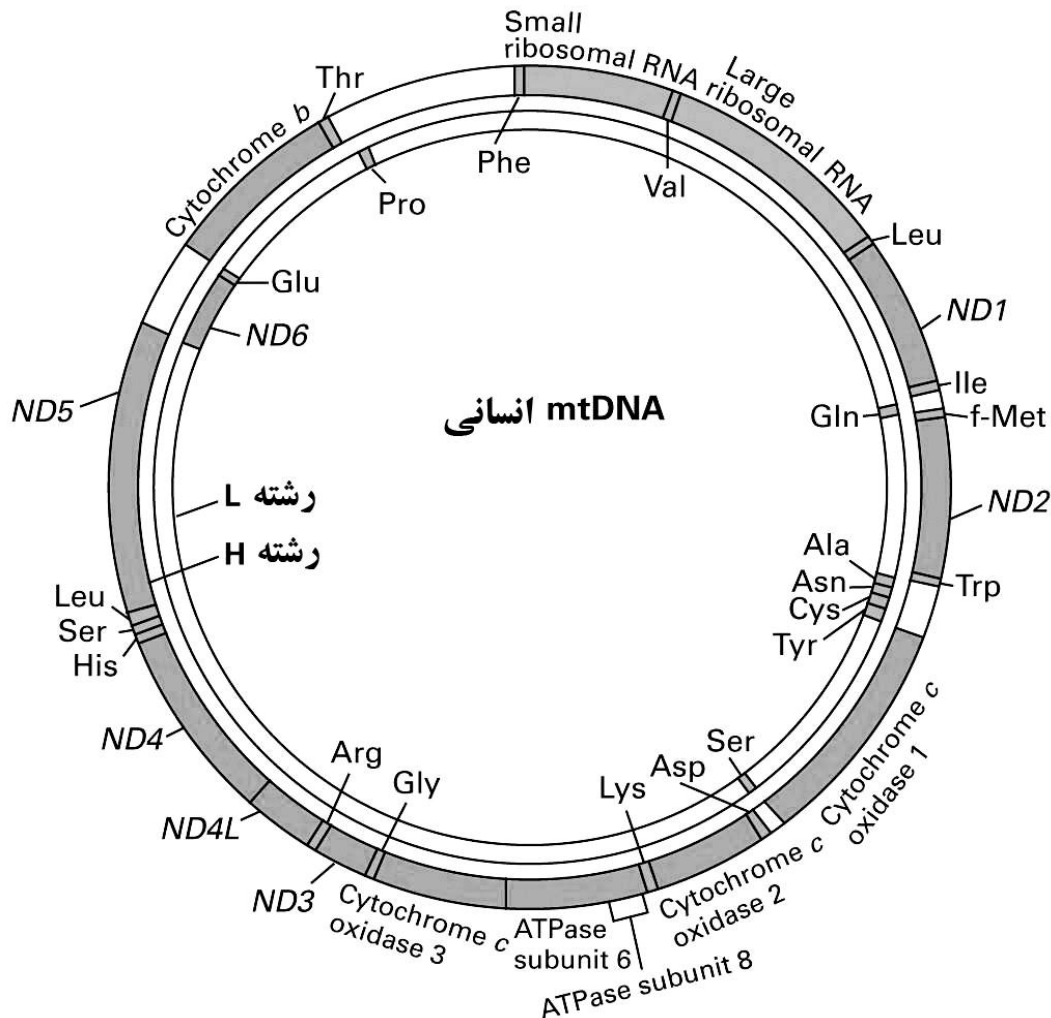 Small
ribosomal RNA
Large
ribosomal RNA
Thr
Cytochrome b
Phe
Val
Pro
Leu
Glu
ND1
ND6
Ile
ND5
mtDNA انسانی
Gln
f-Met
رشته L
ND2
رشته H
Ala
Asn
Trp
Leu
Cys
Ser
Tyr
His
ND4
Arg
Gly
Ser
Asp
Lys
Cytochrome c
oxidase 1
ND4L
ND3
Cytochrome c
oxidase 3
ATPase
subunit 6
Cytochrome c
oxidase 2
ATPase subunit 8